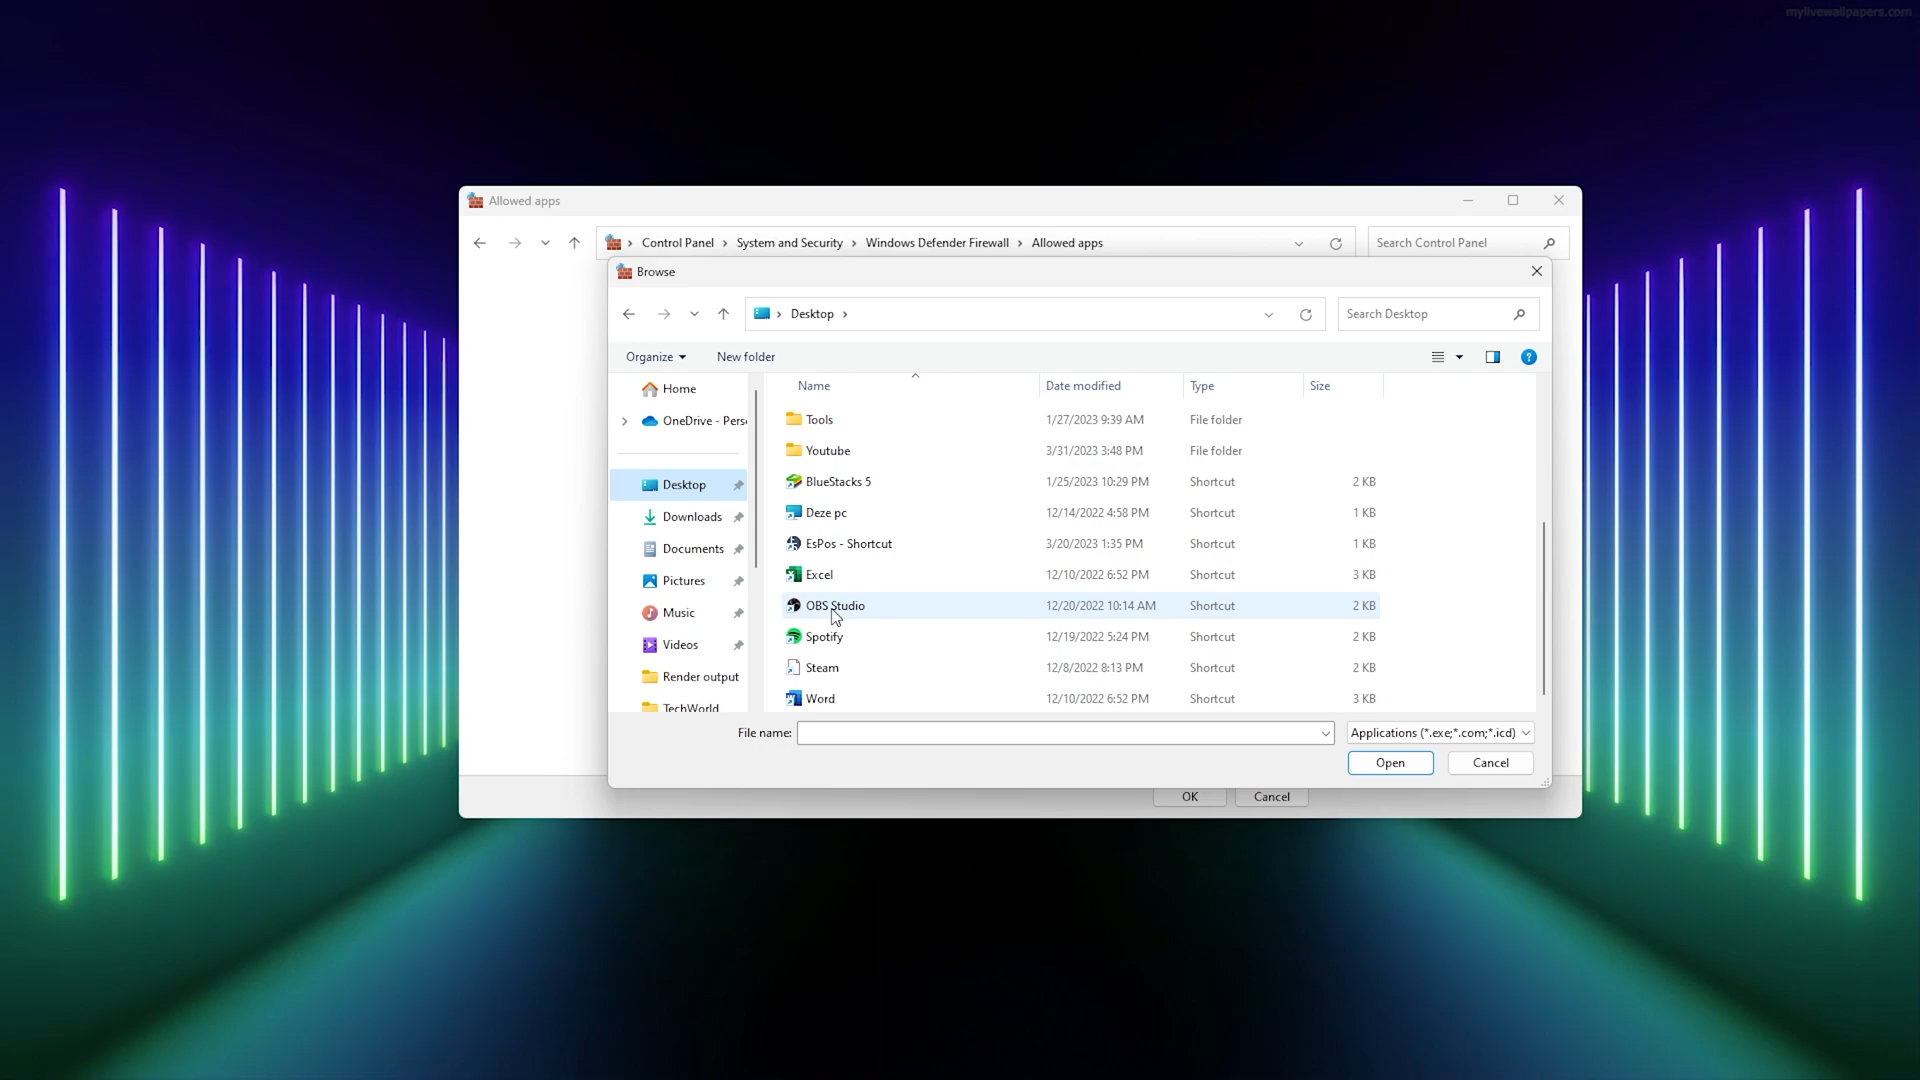 mylivewallpapers.com
Allowed apps
Control Panel > System and Security > Windows Defender Firewall > Allowed apps
Search Control Panel
Browse
Desktop
Search Desktop
Organize
New folder
Home
OneDrive - Perso
Desktop
Downloads
Documents
Pictures
Music
Videos
Render output
TechWorld
Name Date modified Type Size
Tools 1/27/2023 9:39 AM File folder
Youtube 3/31/2023 3:48 PM File folder
BlueStacks 5 1/25/2023 10:29 PM Shortcut 2 KB
Deze pc 12/14/2022 4:58 PM Shortcut 1 KB
EsPos - Shortcut 3/20/2023 1:35 PM Shortcut 1 KB
Excel 12/10/2022 6:52 PM Shortcut 3 KB
OBS Studio 12/20/2022 10:14 AM Shortcut 2 KB
Spotify 12/19/2022 5:24 PM Shortcut 2 KB
Steam 12/8/2022 8:13 PM Shortcut 2 KB
Word 12/10/2022 6:52 PM Shortcut 3 KB
File name:
Applications (*.exe;*.com;*.icd)
Open
Cancel
OK
Cancel